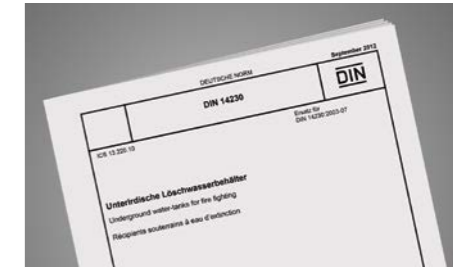 DEUTSCHE NORM
September 2012
DIN 14230
DIN
ICS 13.220.10
Ersatz für
DIN 14230:2003-07
Unterirdische Löschwasserbehälter
Underground water-tanks for fire fighting
Récipients souterrains à eau d'extinction